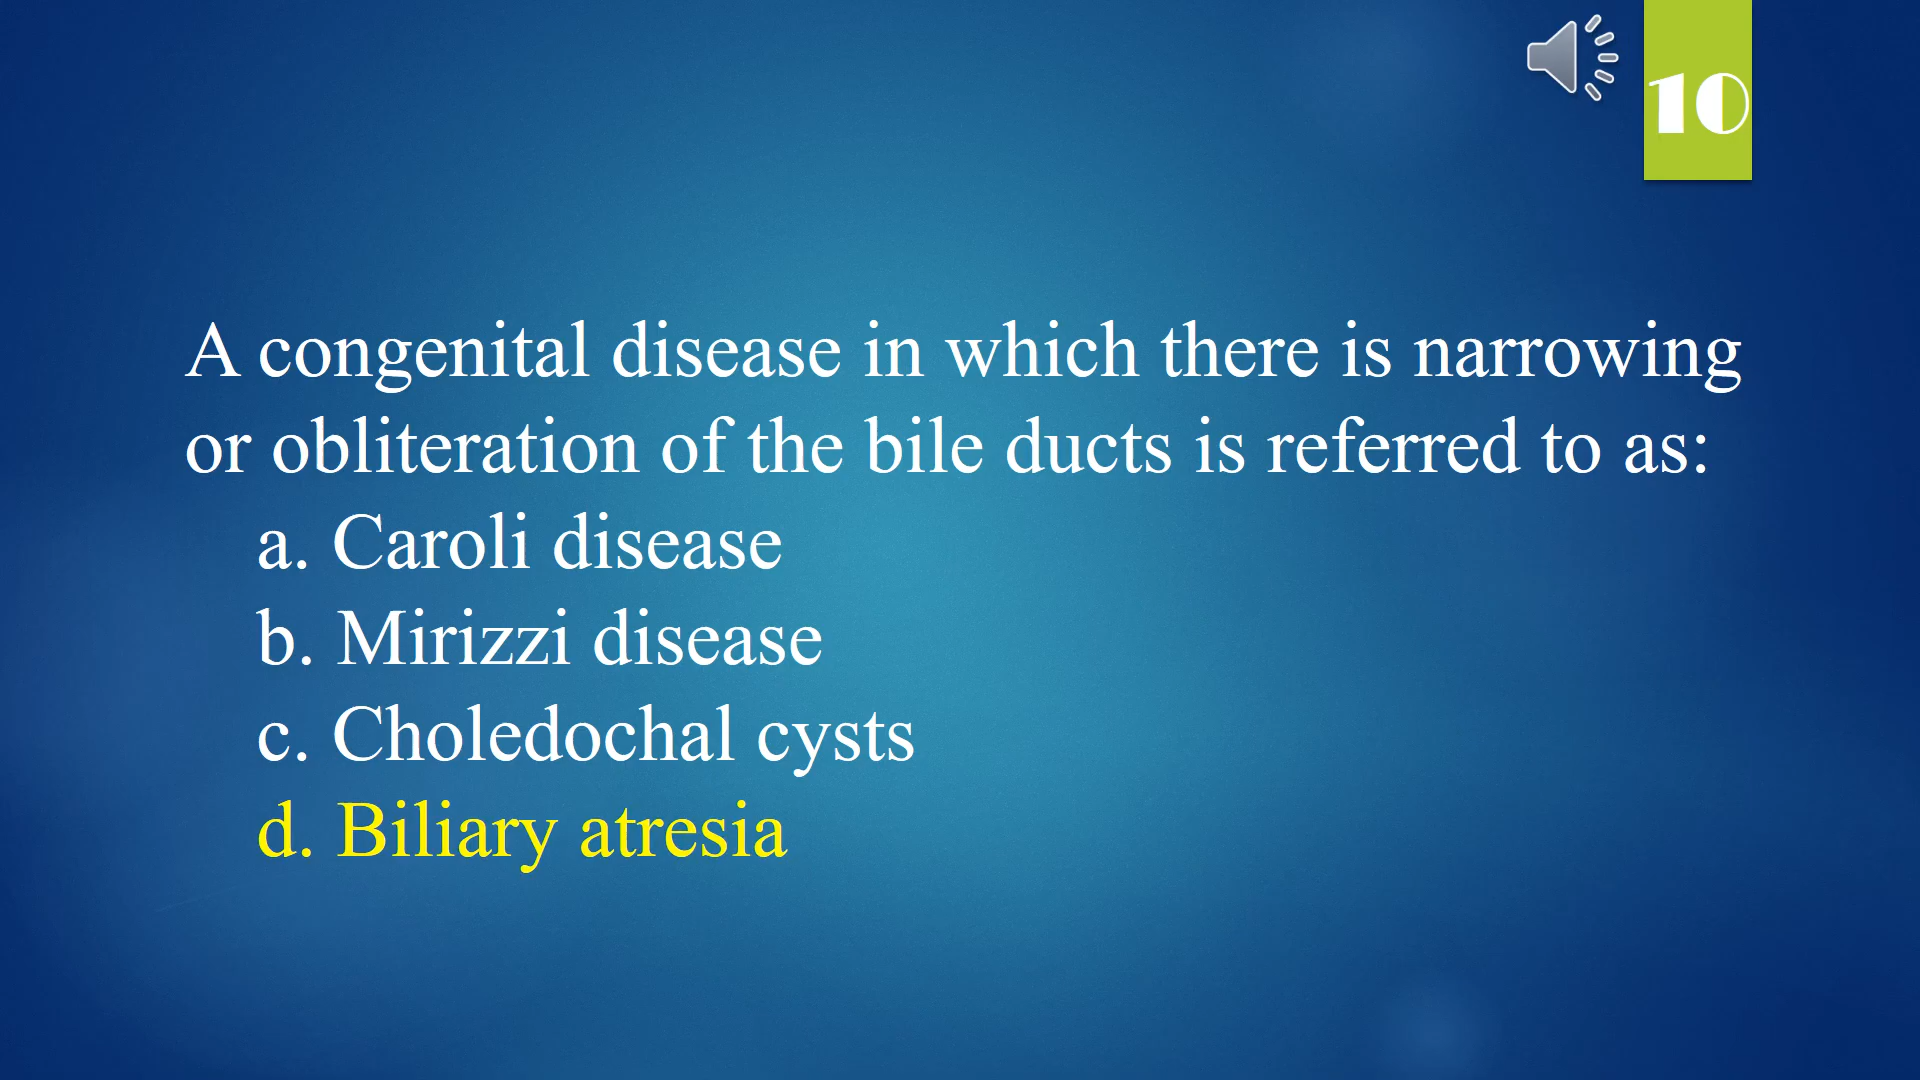 10
A congenital disease in which there is narrowing
or obliteration of the bile ducts is referred to as:
a. Caroli disease
b. Mirizzi disease
c. Choledochal cysts
d. Biliary atresia